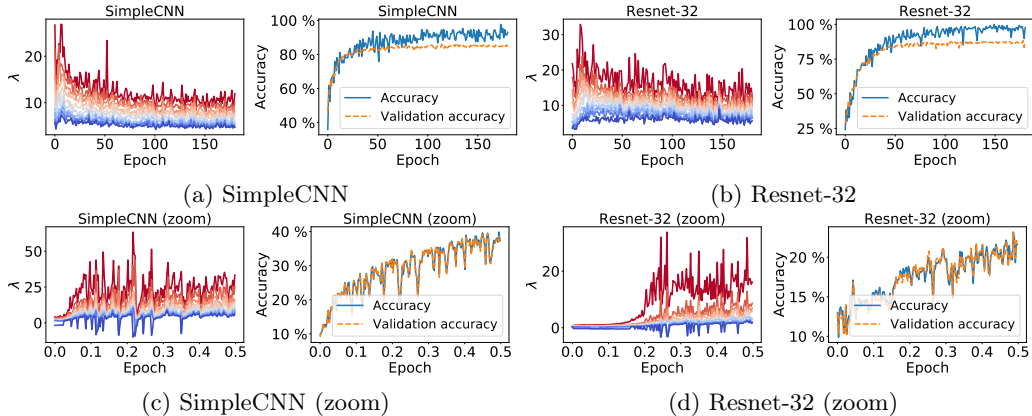 SimpleCNN
SimpleCNN
Resnet-32
Resnet-32
λ
20
10
0 50 100 150
Epoch
Accuracy
100 %
80 %
60 %
40 %
Accuracy
Validation accuracy
0 50 100 150
Epoch
λ
30
20
10
0 50 100 150
Epoch
Accuracy
100 %
75 %
50 %
25 %
Accuracy
Validation accuracy
0 50 100 150
Epoch
(a) SimpleCNN
(b) Resnet-32
SimpleCNN (zoom)
SimpleCNN (zoom)
Resnet-32 (zoom)
Resnet-32 (zoom)
λ
50
25
0
0.0 0.1 0.2 0.3 0.4 0.5
Epoch
Accuracy
40 %
30 %
20 %
10 %
Accuracy
Validation accuracy
0.0 0.1 0.2 0.3 0.4 0.5
Epoch
λ
20
0
0.0 0.1 0.2 0.3 0.4 0.5
Epoch
Accuracy
20 %
15 %
10 %
Accuracy
Validation accuracy
0.0 0.1 0.2 0.3 0.4 0.5
Epoch
(c) SimpleCNN (zoom)
(d) Resnet-32 (zoom)